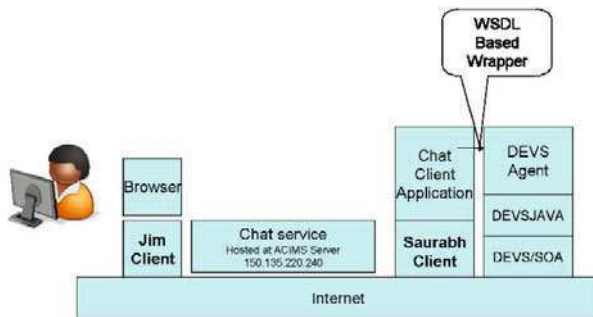 WSDL
Based
Wrapper
Browser
Jim
Client
Chat service
Hosted at ACIMS Server
150.135.220.240
Chat
Client
Application
Saurabh
Client
DEVS
Agent
DEVSJAVA
DEVS/SOA
Internet